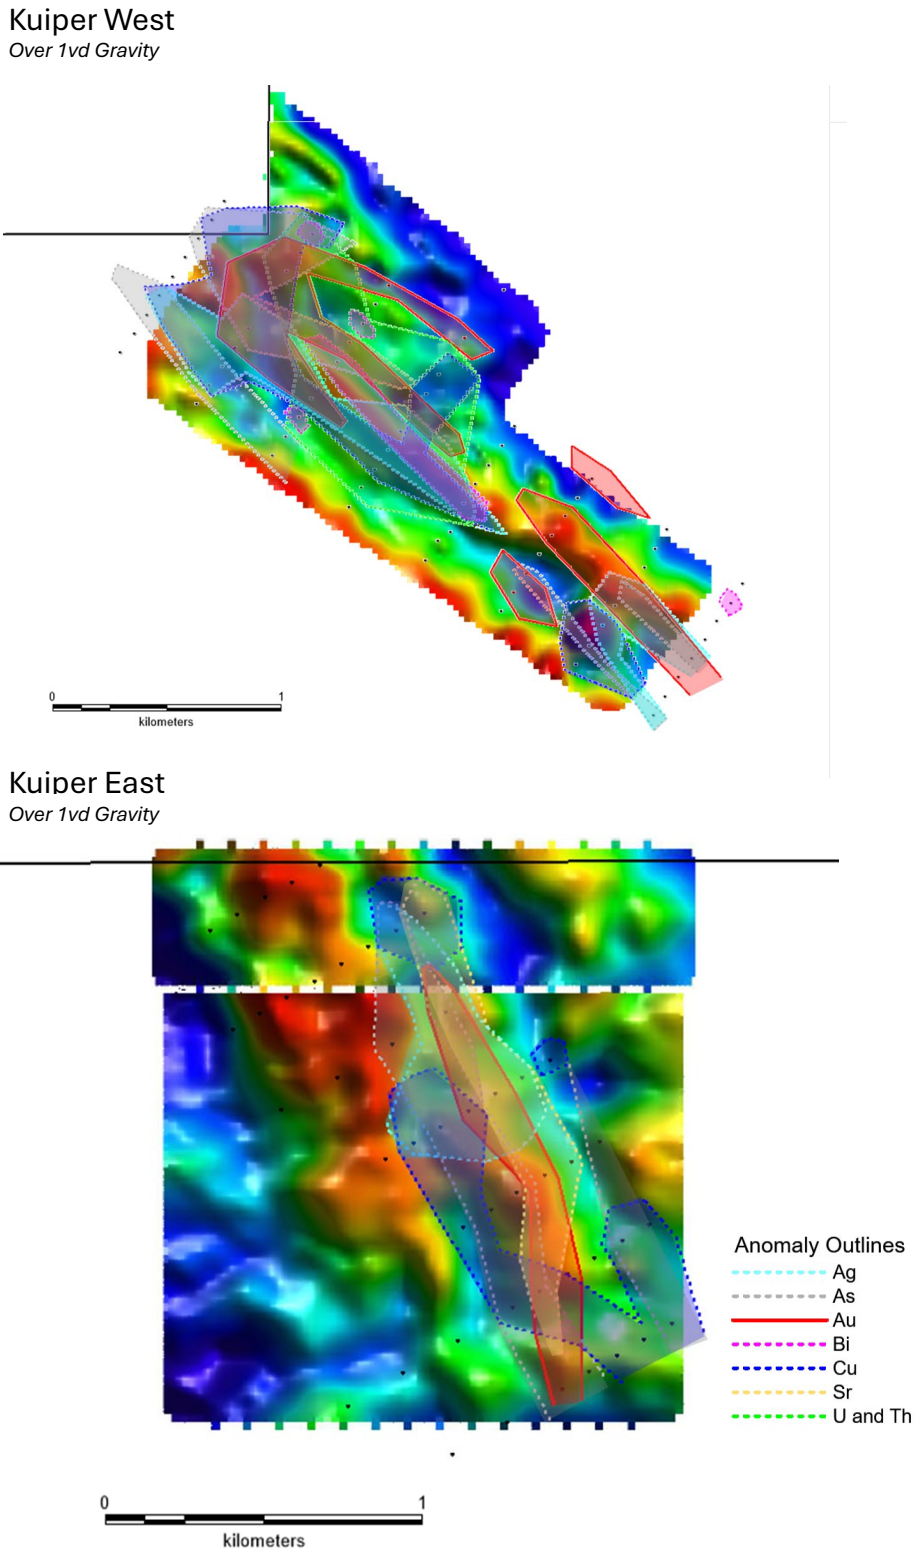 Kuiper West
Over 1vd Gravity
0 1
kilometers
Kuiper East
Over 1vd Gravity
Anomaly Outlines
Ag
As
Au
Bi
Cu
Sr
U and Th
0 1
kilometers